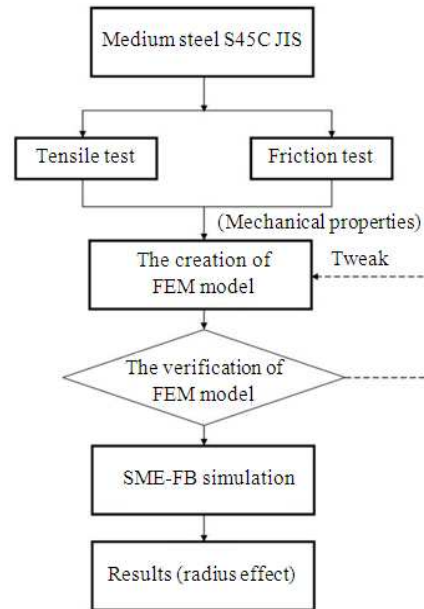 Medium steel S45C JIS
Tensile test
Friction test
(Mechanical properties)
The creation of
FEM model
Tweak
The verification of
FEM model
SME-FB simulation
Results (radius effect)